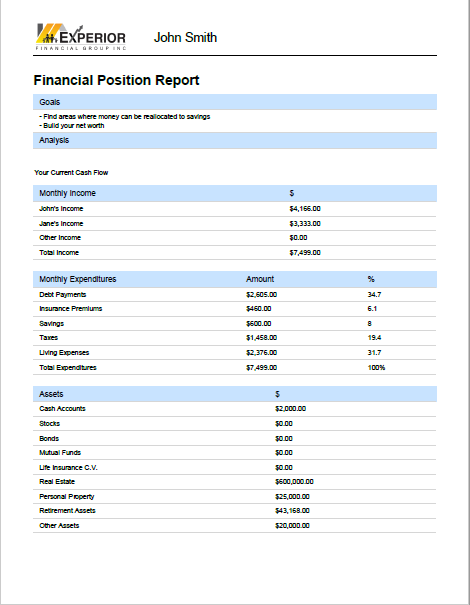 EXPERIOR
FINANCIAL GROUP INC
John Smith
Financial Position Report
Goals
- Find areas where money can be reallocated to savings
- Build your net worth
Analysis
Your Current Cash Flow
Monthly Income $
John's Income $4,166.00
Jane's Income $3,333.00
Other Income $0.00
Total Income $7,499.00
Monthly Expenditures Amount %
Debt Payments $2,605.00 34.7
Insurance Premiums $460.00 6.1
Savings $600.00 8
Taxes $1,458.00 19.4
Living Expenses $2,376.00 31.7
Total Expenditures $7,499.00 100%
Assets $
Cash Accounts $2,000.00
Stocks $0.00
Bonds $0.00
Mutual Funds $0.00
Life Insurance C.V. $0.00
Real Estate $600,000.00
Personal Property $25,000.00
Retirement Assets $43,168.00
Other Assets $20,000.00